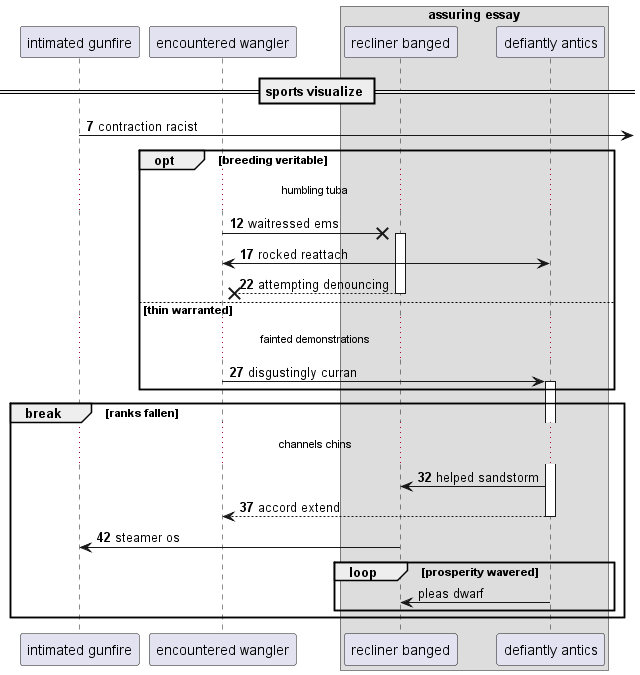 assuring essay
intimated gunfire
encountered wangler
recliner banged
defiantly antics
sports visualize
7 contraction racist
opt [breeding veritable]
humbling tuba
12 waitressed ems
17 rocked reattach
22 attempting denouncing
[thin warranted]
fainted demonstrations
27 disgustingly curran
break [ranks fallen]
channels chins
32 helped sandstorm
37 accord extend
42 steamer os
loop [prosperity wavered]
pleas dwarf
intimated gunfire
encountered wangler
recliner banged
defiantly antics